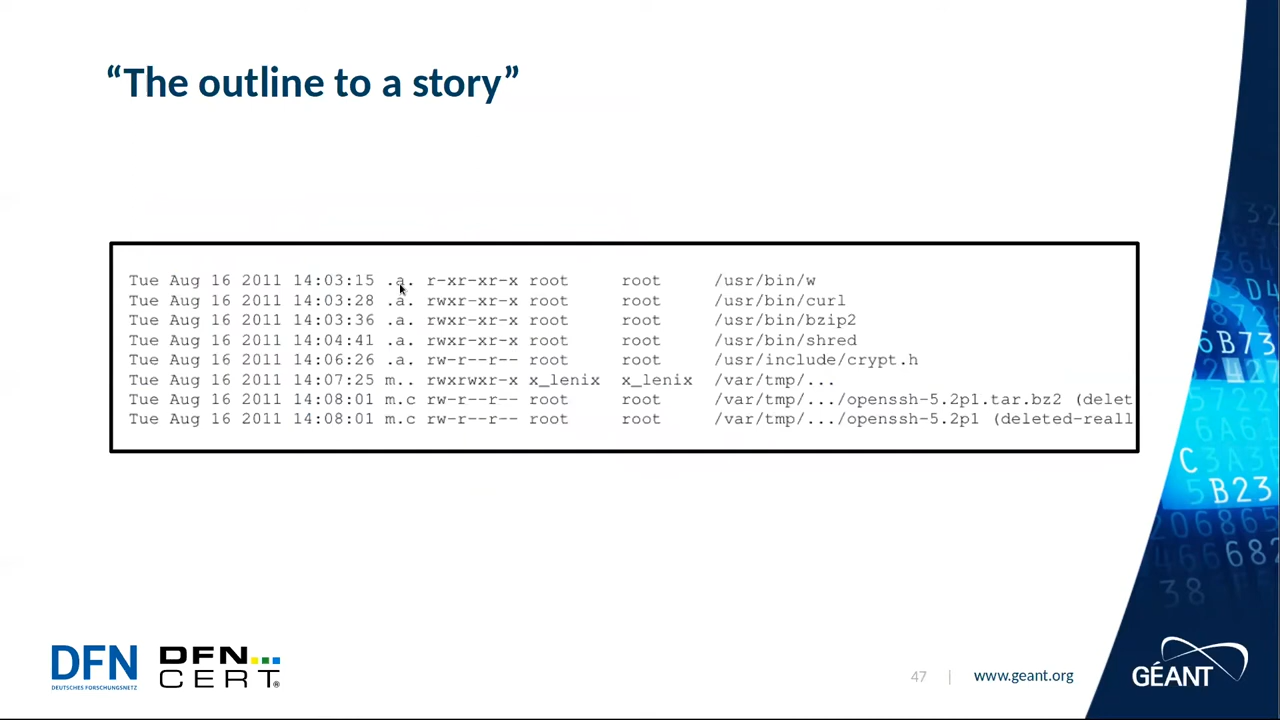 “The outline to a story”
Tue Aug 16 2011 14:03:15 .a. r-xr-xr-x root root /usr/bin/w
Tue Aug 16 2011 14:03:28 .a. rwxr-xr-x root root /usr/bin/curl
Tue Aug 16 2011 14:03:36 .a. rwxr-xr-x root root /usr/bin/bzip2
Tue Aug 16 2011 14:04:41 .a. rwxr-xr-x root root /usr/bin/shred
Tue Aug 16 2011 14:06:26 .a. rw-r--r-- root root /usr/include/crypt.h
Tue Aug 16 2011 14:07:25 m.. rwxrwxr-x x_lenix x_lenix /var/tmp/...
Tue Aug 16 2011 14:08:01 m.c rw-r--r-- root root /var/tmp/.../openssh-5.2p1.tar.bz2 (delet
Tue Aug 16 2011 14:08:01 m.c rw-r--r-- root root /var/tmp/.../openssh-5.2p1 (deleted-reall
DFN
DEUTSCHES FORSCHUNGSNETZ
DFN
CERT®
47 | www.geant.org
GÉANT
B73
C
B23
682
38